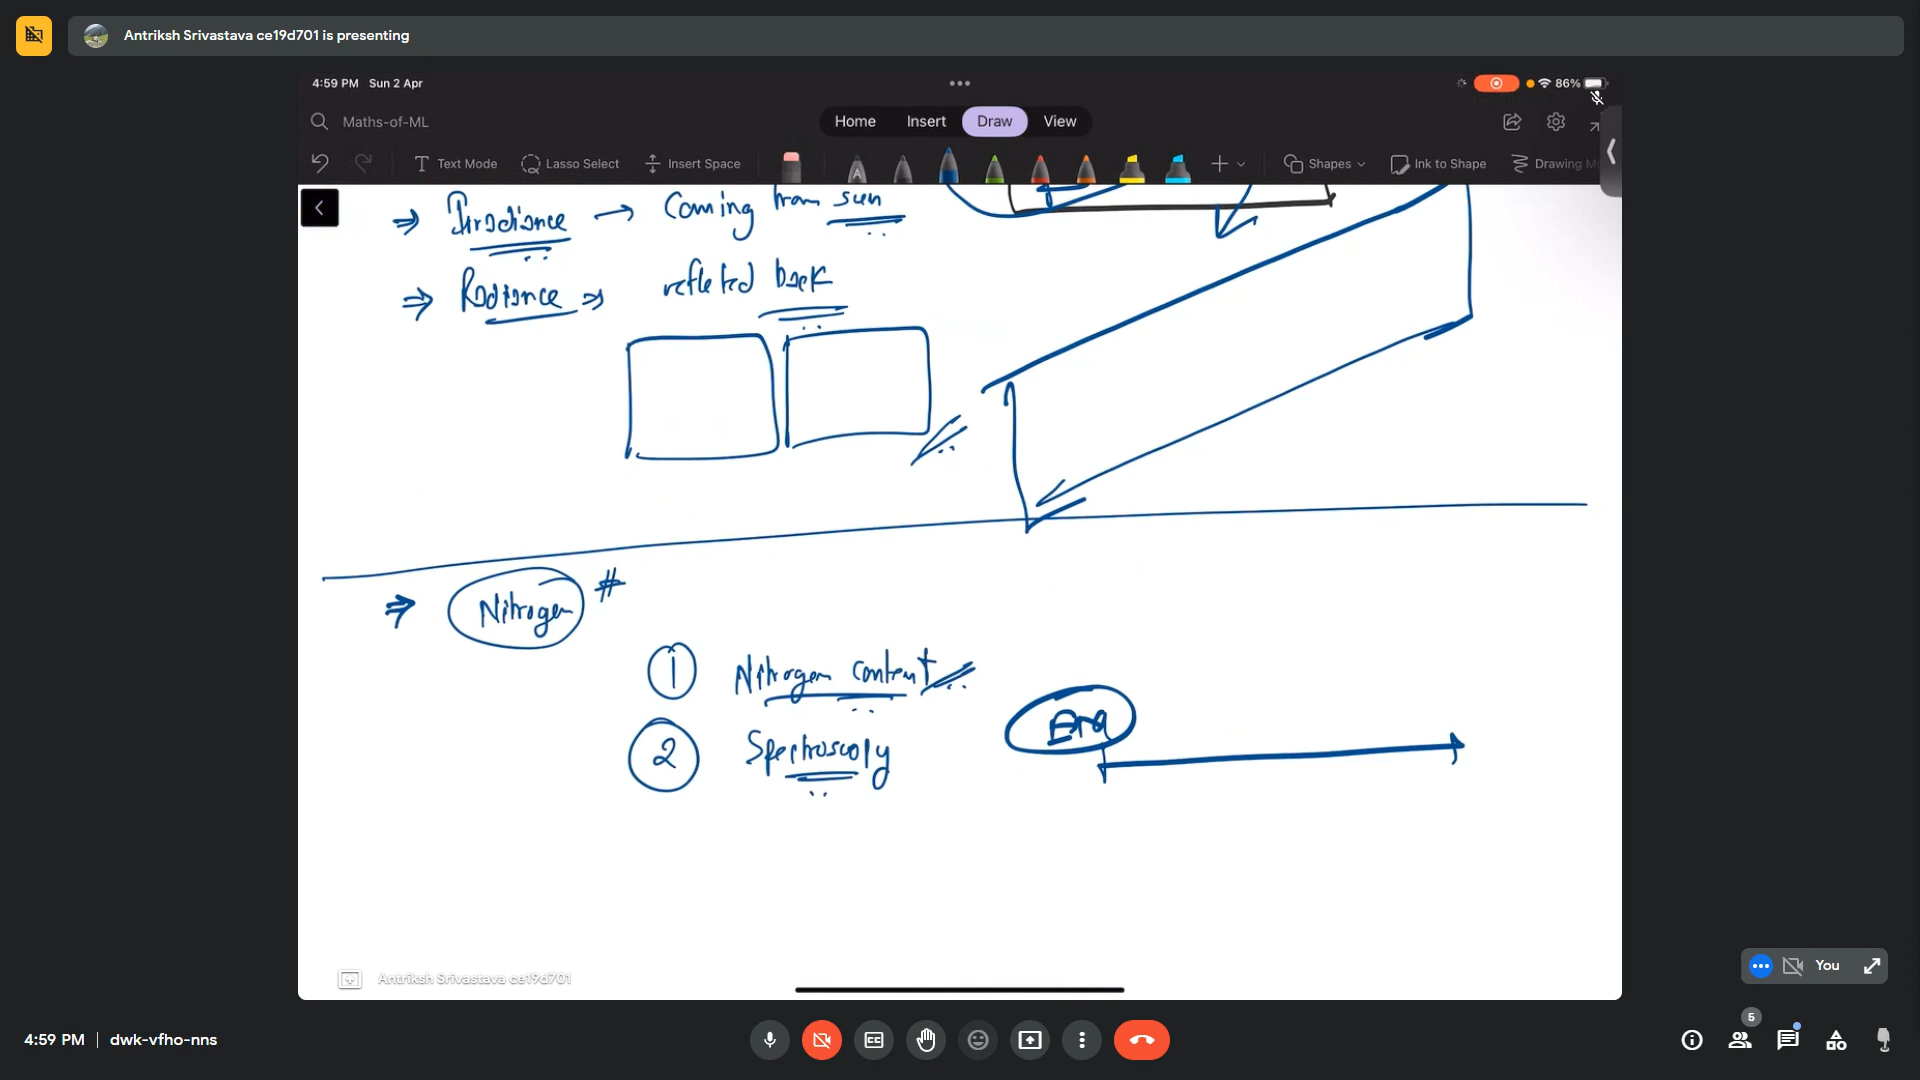 Antriksh Srivastava ce19d701 is presenting
4:59 PM Sun 2 Apr
86%
Maths-of-ML
Home Insert Draw View
Text Mode Lasso Select Insert Space
A
Shapes Ink to Shape Drawing M
⇒ Irradiance → Coming from sun
⇒ Radiance ⇒ refleted back
⇒ Nitrogen #
1 Nitrogen content
2 Spectroscopy
Antriksh Srivastava ce19d701
You
4:59 PM | dwk-vfho-nns
5